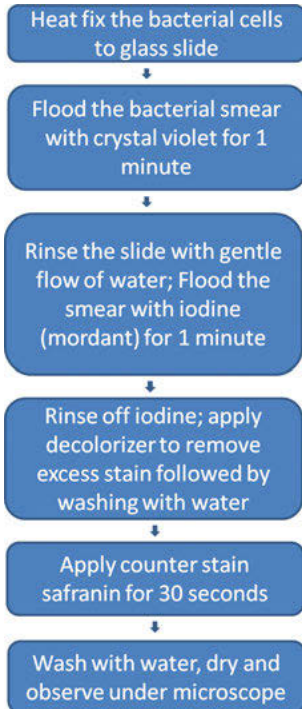 Heat fix the bacterial cells
to glass slide
Flood the bacterial smear
with crystal violet for 1
minute
Rinse the slide with gentle
flow of water; Flood the
smear with iodine
(mordant) for 1 minute
Rinse off iodine; apply
decolorizer to remove
excess stain followed by
washing with water
Apply counter stain
safranin for 30 seconds
Wash with water, dry and
observe under microscope